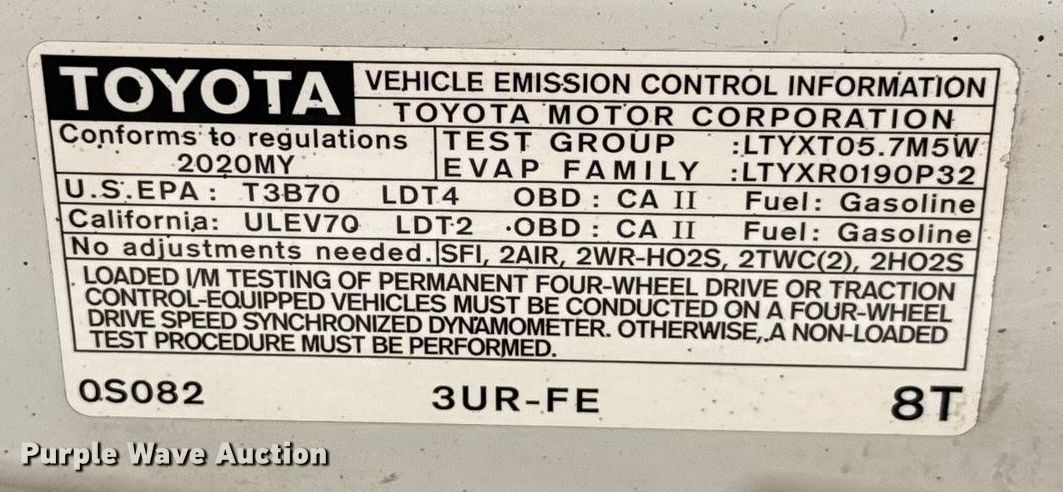 TOYOTA VEHICLE EMISSION CONTROL INFORMATION
TOYOTA MOTOR CORPORATION
Conforms to regulations
2020MY
TEST GROUP :LTYXT05.7M5W
EVAP FAMILY :LTYXR0190P32
U.S.EPA : T3B70 LDT4 OBD : CA II Fuel: Gasoline
California: ULEV70 LDT2 OBD : CA II Fuel: Gasoline
No adjustments needed. SFI, 2AIR, 2WR-HO2S, 2TWC(2), 2HO2S
LOADED I/M TESTING OF PERMANENT FOUR-WHEEL DRIVE OR TRACTION
CONTROL-EQUIPPED VEHICLES MUST BE CONDUCTED ON A FOUR-WHEEL
DRIVE SPEED SYNCHRONIZED DYNAMOMETER. OTHERWISE, A NON-LOADED
TEST PROCEDURE MUST BE PERFORMED.
0S082 3UR-FE 8T
Purple Wave Auction